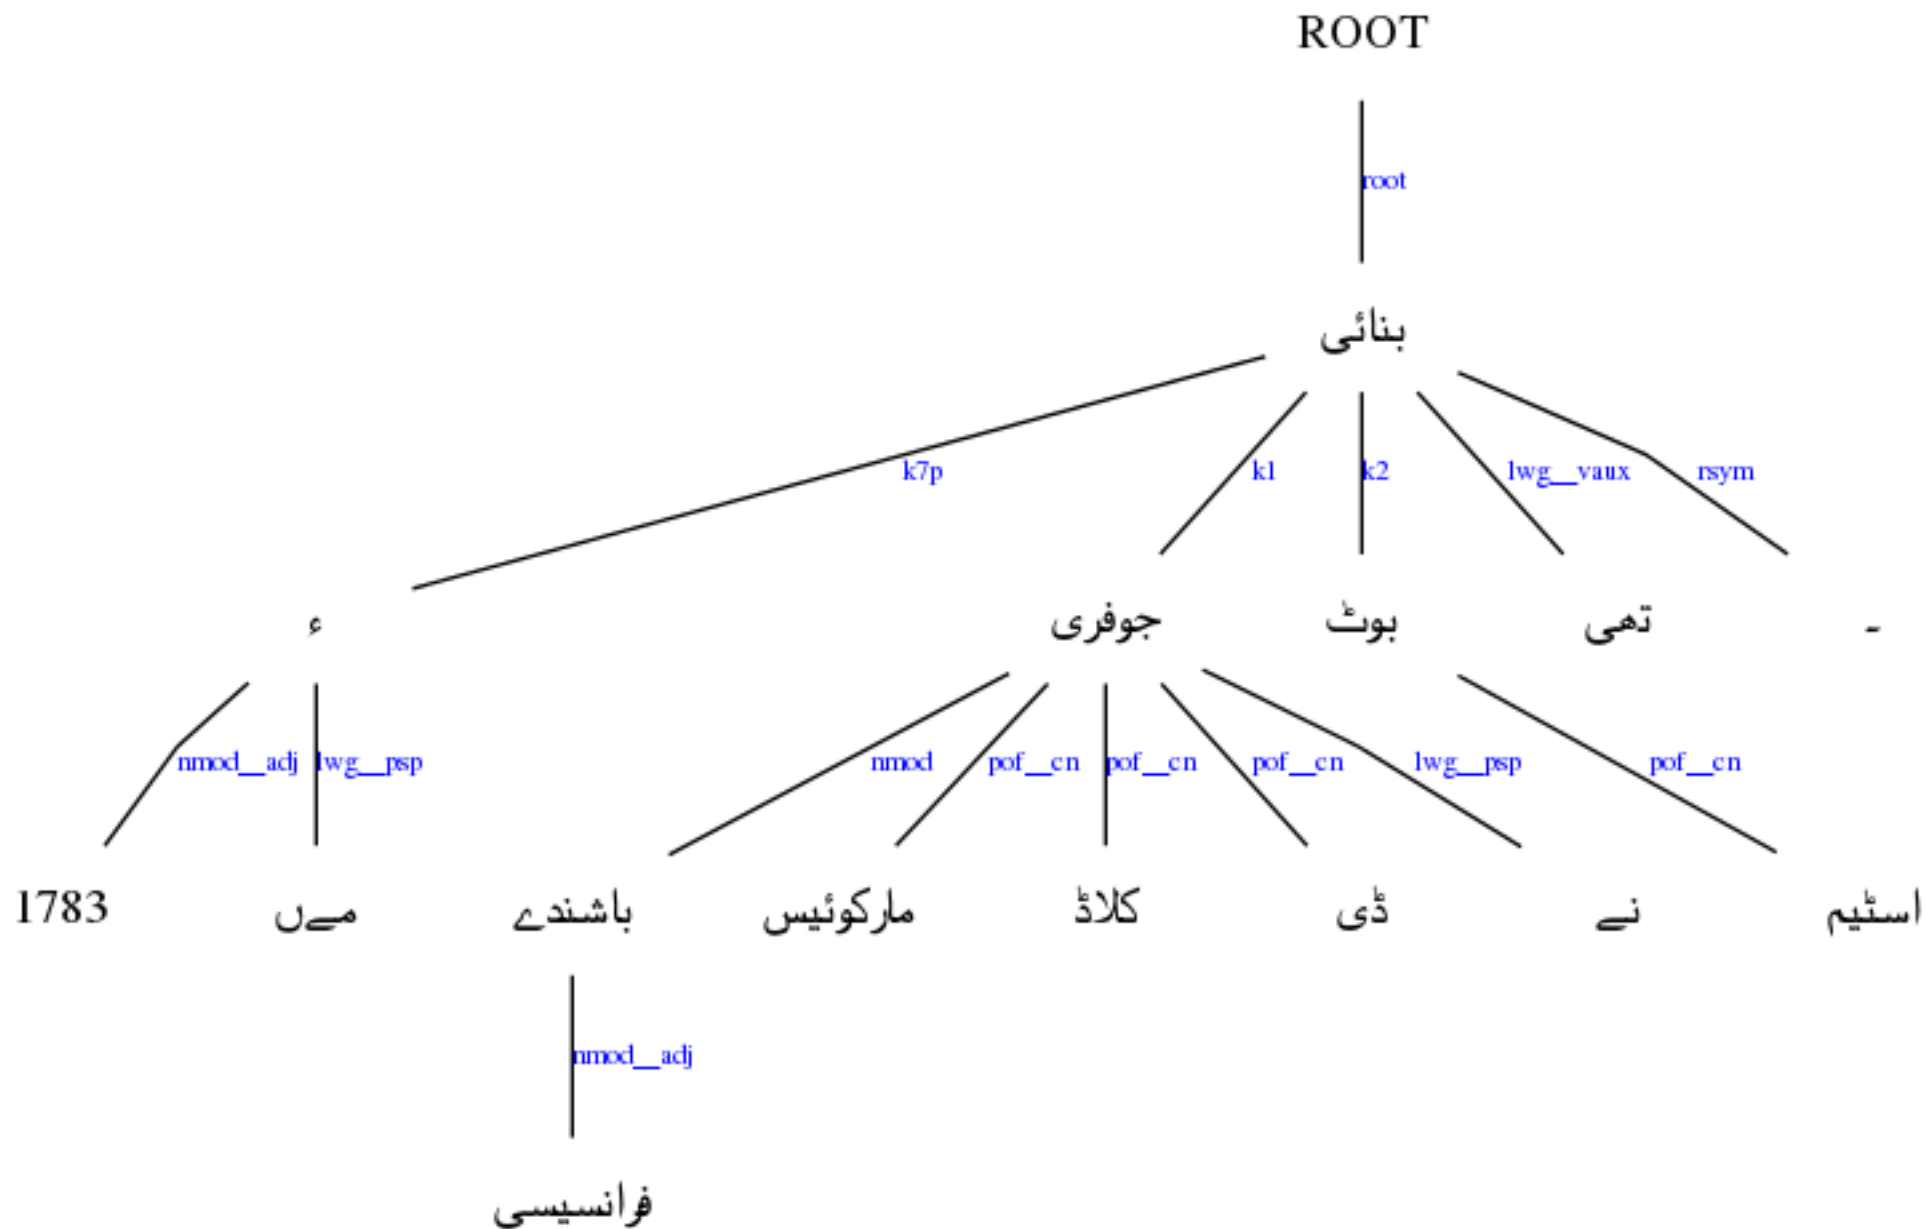 ROOT
root
بنائی
k7p k1 k2 lwg__vaux rsym
ء جوفری بوٹ تھی ۔
nmod__adj lwg__psp nmod pof__cn pof__cn pof__cn lwg__psp pof__cn
1783 مےں باشندے مارکوئیس کلاڈ ڈی نے اسٹیم
nmod__adj
فرانسیسی